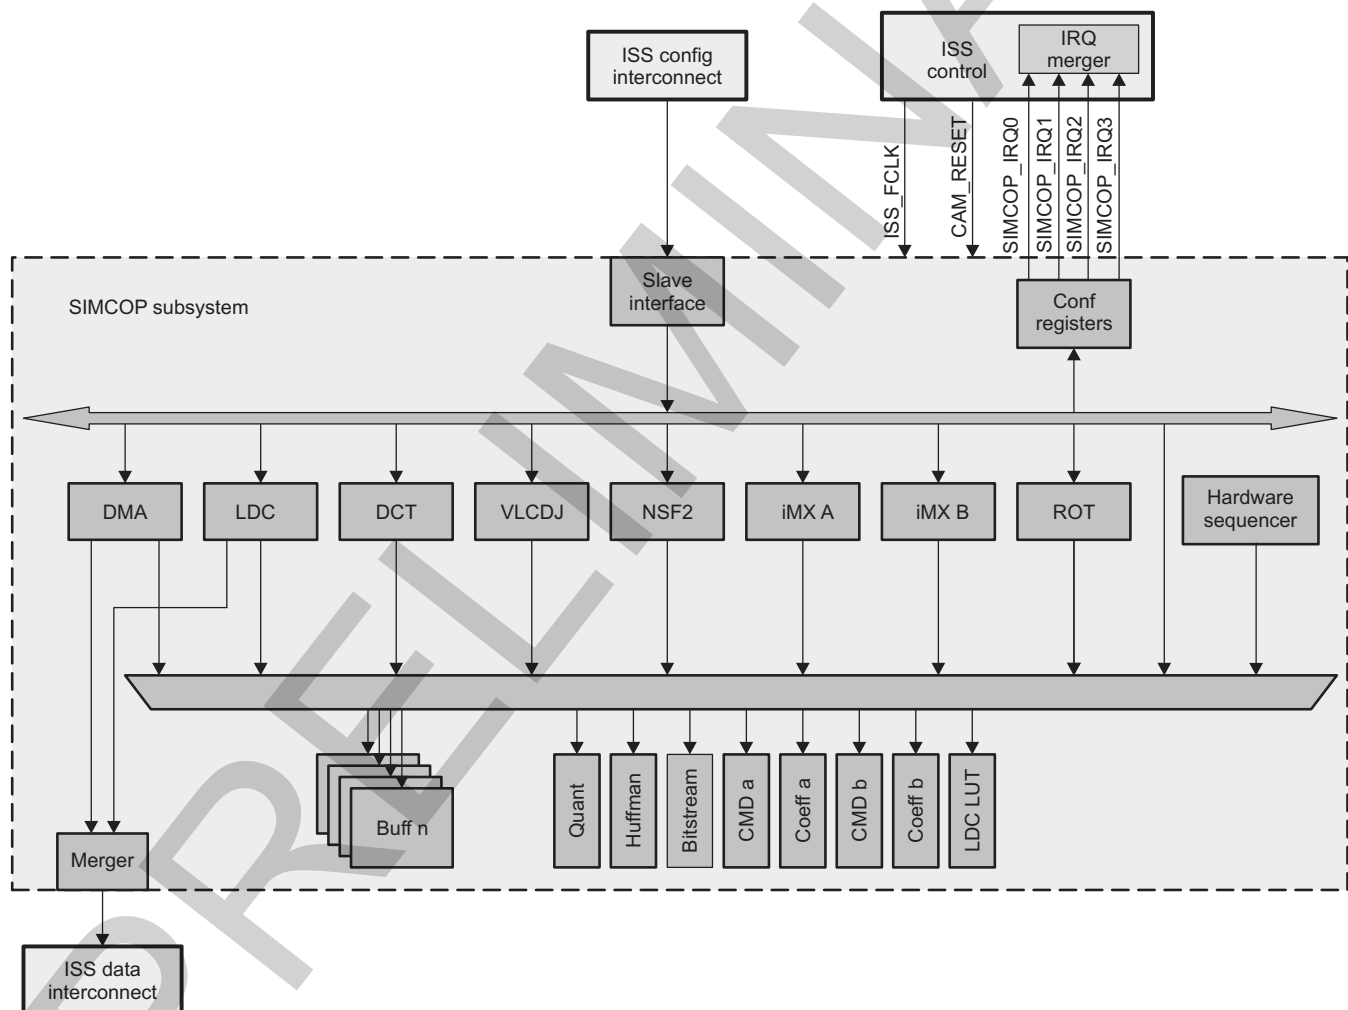 ISS config
interconnect
ISS
control
IRQ
merger
ISS_FCLK
CAM_RESET
SIMCOP_IRQ0
SIMCOP_IRQ1
SIMCOP_IRQ2
SIMCOP_IRQ3
SIMCOP subsystem
Slave
interface
Conf
registers
DMA
LDC
DCT
VLCDJ
NSF2
iMX A
iMX B
ROT
Hardware
sequencer
Buff n
Quant
Huffman
Bitstream
CMD a
Coeff a
CMD b
Coeff b
LDC LUT
Merger
ISS data
interconnect
PRELIMINA